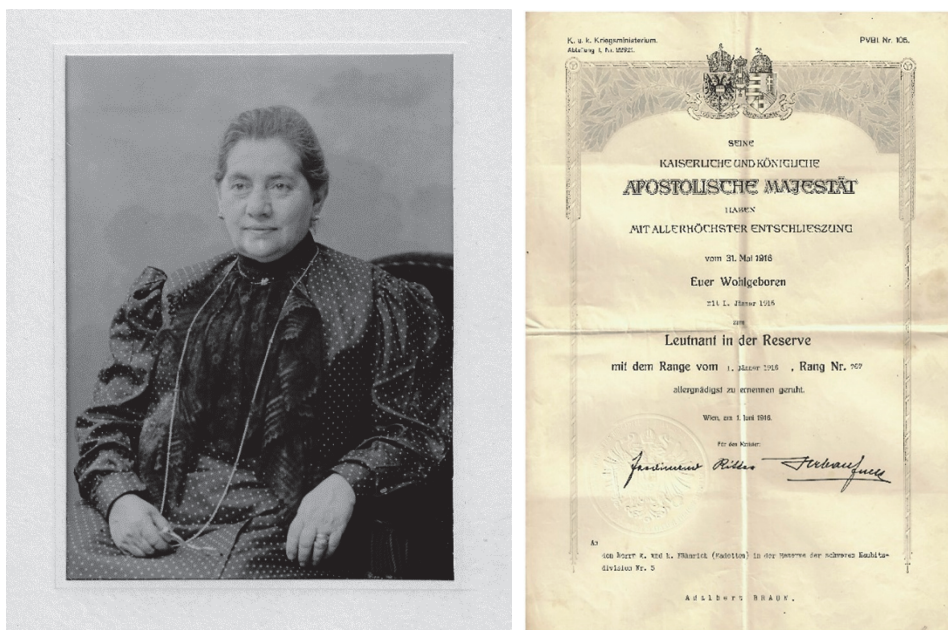 K. u. k. Kriegsministerium.
Abteilung 1, Nr.
PVBl. Nr. 105.
SEINE
KAISERLICHE UND KÖNIGLICHE
APOSTOLISCHE MAJESTÄT
HABEN
MIT ALLERHÖCHSTER ENTSCHLIESZUNG
vom 31. Mai 1916
Euer Wohlgeboren
mit 1. Jänner 1916
zum
Leutnant in der Reserve
mit dem Range vom 1. Jänner 1916 , Rang Nr.
allergnädigst zu ernennen geruht.
Wien, am 1. Juni 1916.
Für den Minister:
Ferdinand Ritter
An
den Herrn k. und k. Fähnrich (Kadetten) in der Reserve der schweren Haubitz-
division Nr. 5
Adalbert BRAUN.